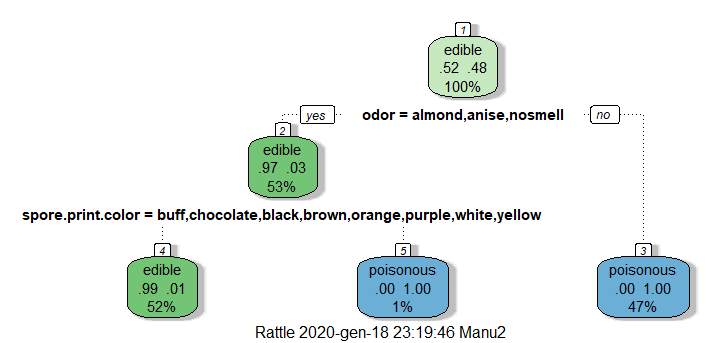 1
edible
.52 .48
100%
yes
odor = almond,anise,nosmell
no
2
edible
.97 .03
53%
spore.print.color = buff,chocolate,black,brown,orange,purple,white,yellow
4
edible
.99 .01
52%
5
poisonous
.00 1.00
1%
3
poisonous
.00 1.00
47%
Rattle 2020-gen-18 23:19:46 Manu2